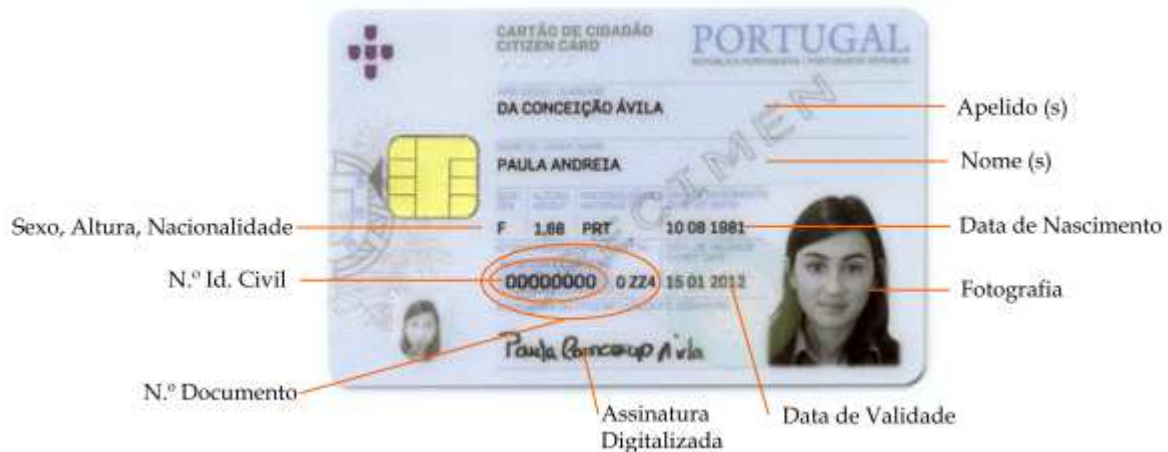 CARTÃO DE CIDADÃO
CITIZEN CARD
PORTUGAL
DA CONCEIÇÃO ÁVILA
Apelido (s)
PAULA ANDREIA
Nome (s)
SPECIMEN
Sexo, Altura, Nacionalidade
F 1.68 PRT 10 08 1981
Data de Nascimento
N.º Id. Civil
00000000 0 ZZ4 15 01 2012
Fotografia
Paula Ávila
N.º Documento
Assinatura
Digitalizada
Data de Validade